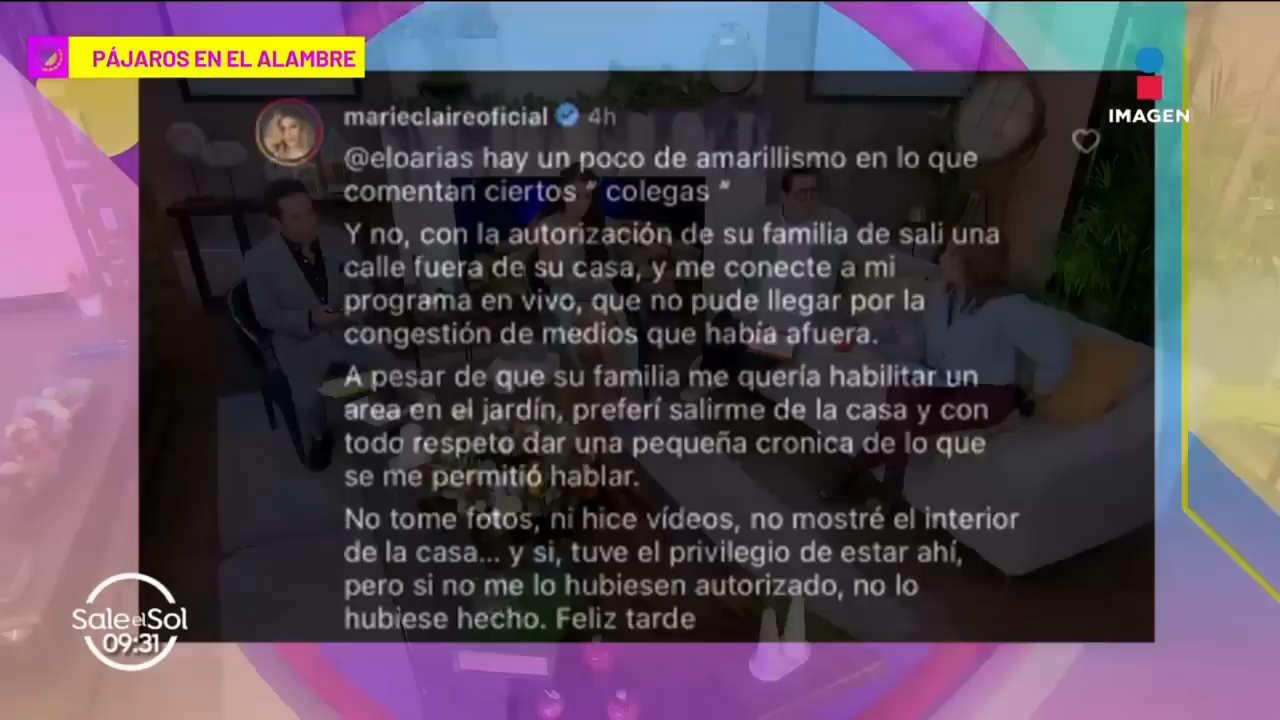 PÁJAROS EN EL ALAMBRE
IMAGEN
marieclaireoficial 4h
@eloarias hay un poco de amarillismo en lo que
comentan ciertos " colegas "
Y no, con la autorización de su familia de sali una
calle fuera de su casa, y me conecte a mi
programa en vivo, que no pude llegar por la
congestión de medios que había afuera.
A pesar de que su familia me quería habilitar un
area en el jardín, preferí salirme de la casa y con
todo respeto dar una pequeña cronica de lo que
se me permitió hablar.
No tome fotos, ni hice vídeos, no mostré el interior
de la casa... y si, tuve el privilegio de estar ahí,
pero si no me lo hubiesen autorizado, no lo
hubiese hecho. Feliz tarde
Sale el Sol
09:31